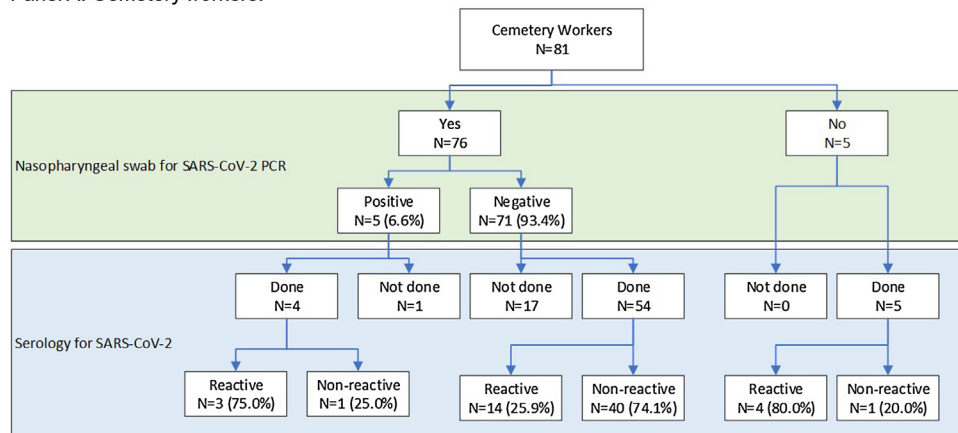 Panel A. Cemetery workers.
Cemetery Workers
N=81
Yes
N=76
No
N=5
Nasopharyngeal swab for SARS-CoV-2 PCR
Positive
N=5 (6.6%)
Negative
N=71 (93.4%)
Done
N=4
Not done
N=1
Not done
N=17
Done
N=54
Not done
N=0
Done
N=5
Serology for SARS-CoV-2
Reactive
N=3 (75.0%)
Non-reactive
N=1 (25.0%)
Reactive
N=14 (25.9%)
Non-reactive
N=40 (74.1%)
Reactive
N=4 (80.0%)
Non-reactive
N=1 (20.0%)